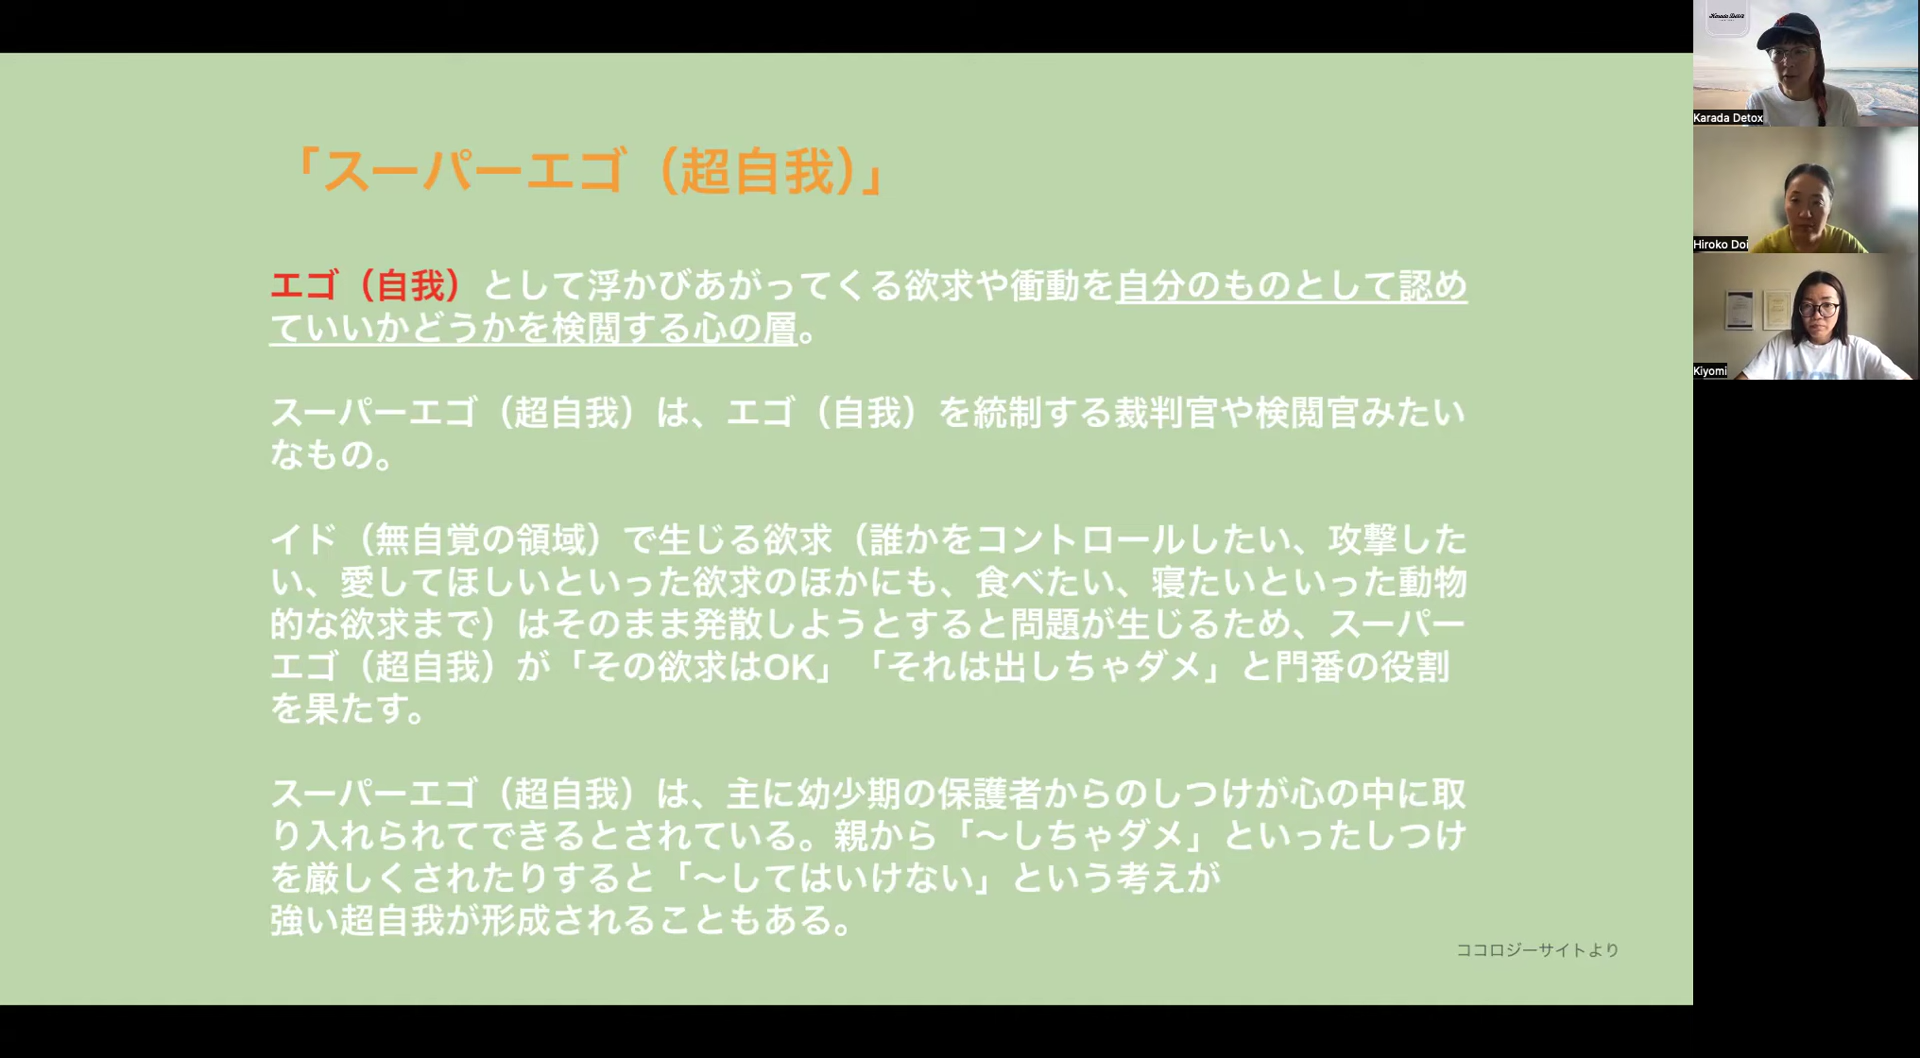 「スーパーエゴ（超自我）」
エゴ（自我）として浮かびあがってくる欲求や衝動を自分のものとして認め
ていいかどうかを検閲する心の層。
スーパーエゴ（超自我）は、エゴ（自我）を統制する裁判官や検閲官みたい
なもの。
イド（無自覚の領域）で生じる欲求（誰かをコントロールしたい、攻撃した
い、愛してほしいといった欲求のほかにも、食べたい、寝たいといった動物
的な欲求まで）はそのまま発散しようとすると問題が生じるため、スーパー
エゴ（超自我）が「その欲求はOK」「それは出しちゃダメ」と門番の役割
を果たす。
スーパーエゴ（超自我）は、主に幼少期の保護者からのしつけが心の中に取
り入れられてできるとされている。親から「〜しちゃダメ」といったしつけ
を厳しくされたりすると「〜してはいけない」という考えが
強い超自我が形成されることもある。
ココロジーサイトより
Karada Detox
Karada Detox
Hiroko Doi
Kiyomi